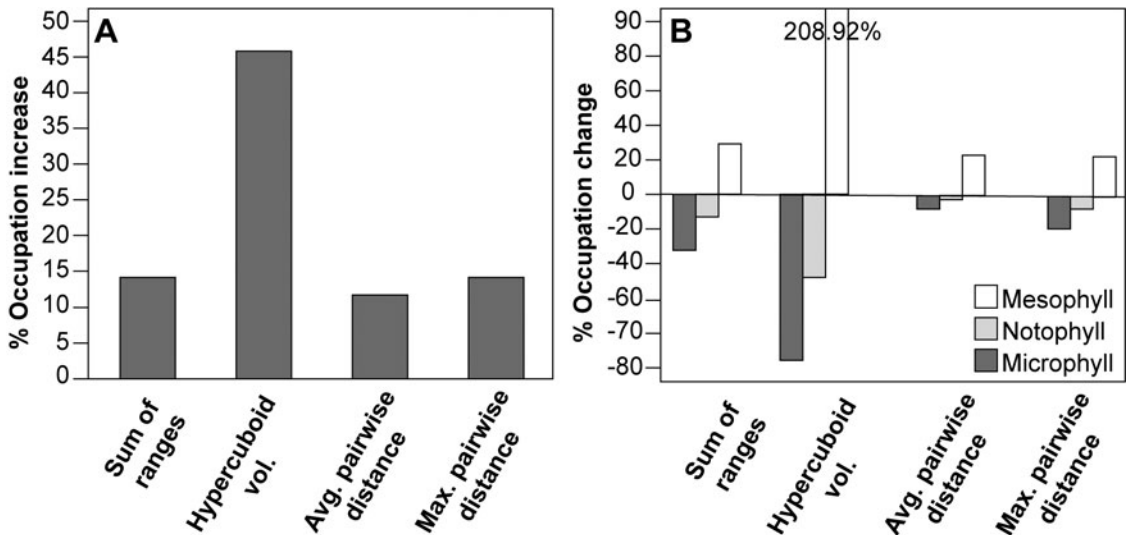 A
% Occupation increase
50
45
40
35
30
25
20
15
10
5
0
Sum of
ranges
Hypercuboid
vol.
Avg. pairwise
distance
Max. pairwise
distance
B
208.92%
% Occupation change
90
80
60
40
20
0
-20
-40
-60
-70
-80
Mesophyll
Notophyll
Microphyll
Sum of
ranges
Hypercuboid
vol.
Avg. pairwise
distance
Max. pairwise
distance